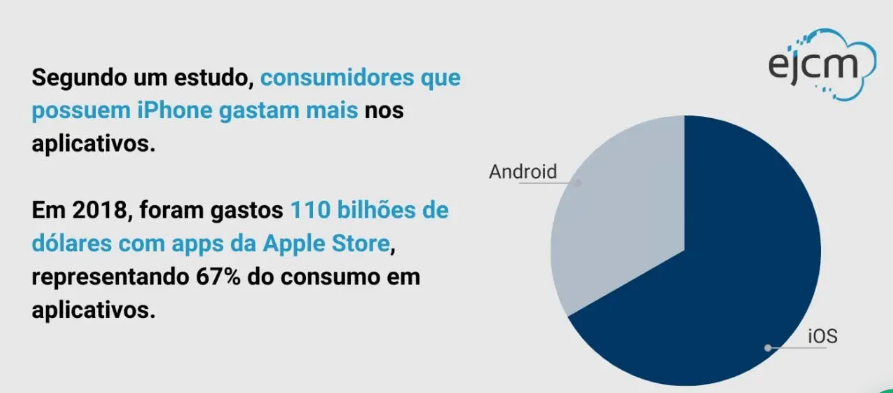 Segundo um estudo, consumidores que
possuem iPhone gastam mais nos
aplicativos.
Em 2018, foram gastos 110 bilhões de
dólares com apps da Apple Store,
representando 67% do consumo em
aplicativos.
ejcm
Android
iOS